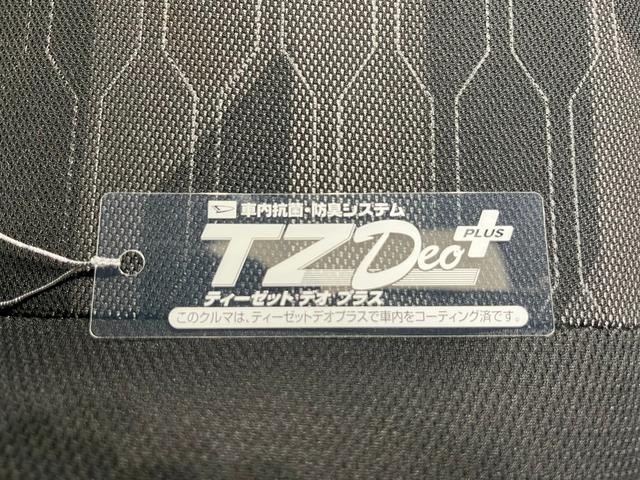 車内抗菌・防臭システム
TZDeo PLUS
ティーゼット デオ プラス
このクルマは、ティーゼットデオプラスで車内をコーティング済です。